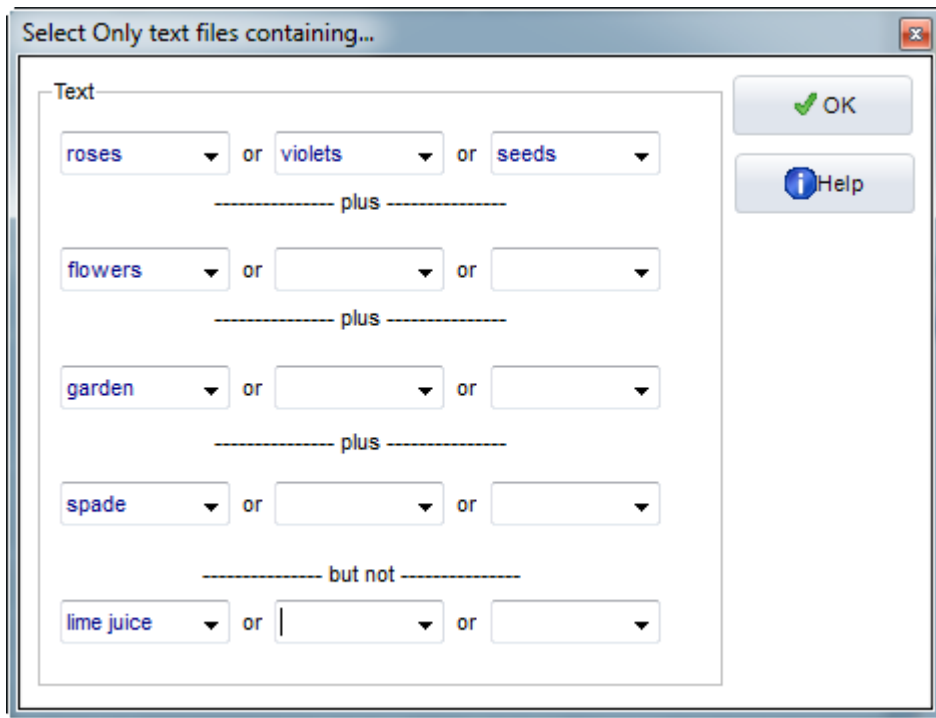 Select Only text files containing...
Text
OK
roses or violets or seeds
Help
--------------- plus ---------------
flowers or or
--------------- plus ---------------
garden or or
--------------- plus ---------------
spade or or
--------------- but not ---------------
lime juice or or